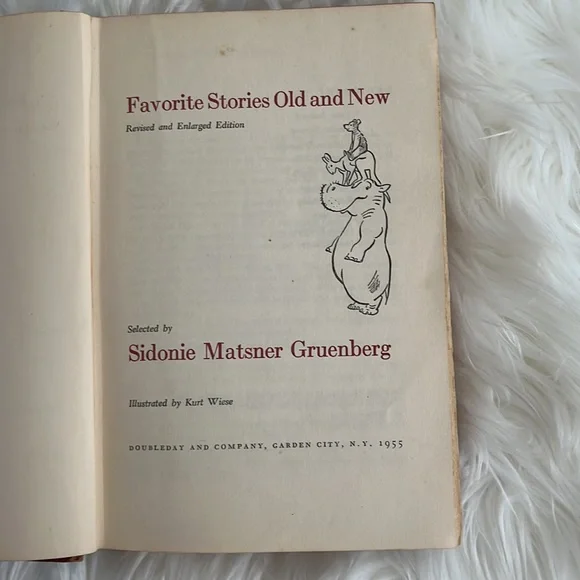 Favorite Stories Old and New
Revised and Enlarged Edition
Selected by
Sidonie Matsner Gruenberg
Illustrated by Kurt Wiese
DOUBLEDAY AND COMPANY, GARDEN CITY, N.Y. 1955